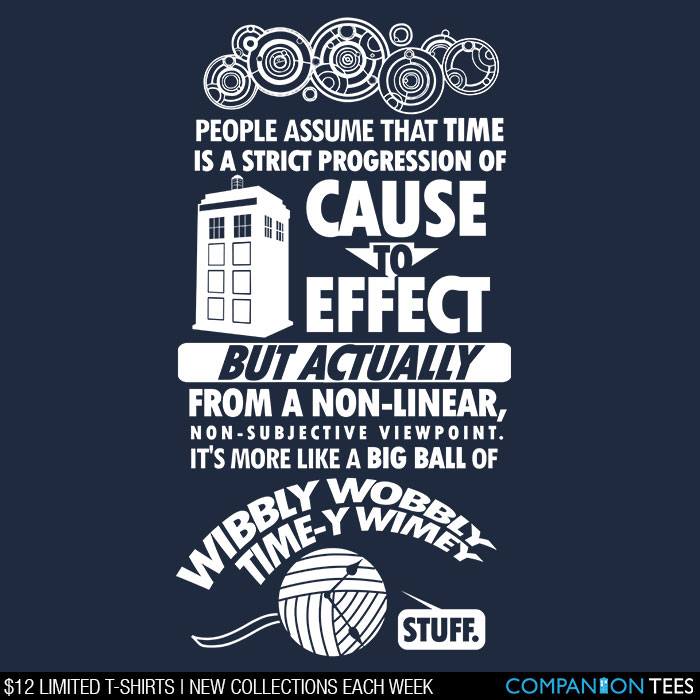 PEOPLE ASSUME THAT TIME
IS A STRICT PROGRESSION OF
CAUSE
TO
EFFECT
BUT ACTUALLY
FROM A NON-LINEAR,
NON-SUBJECTIVE VIEWPOINT.
IT'S MORE LIKE A BIG BALL OF
WIBBLY WOBBLY
TIME-Y WIMEY
STUFF.
$12 LIMITED T-SHIRTS | NEW COLLECTIONS EACH WEEK
COMPANION TEES